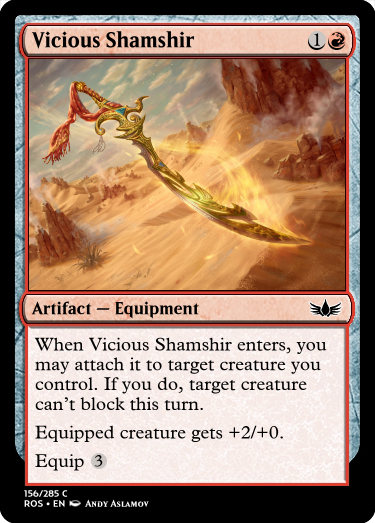 Vicious Shamshir 1
Artifact — Equipment
When Vicious Shamshir enters, you
may attach it to target creature you
control. If you do, target creature
can't block this turn.
Equipped creature gets +2/+0.
Equip 3
156/285 C
ROS • EN Andy Aslamov